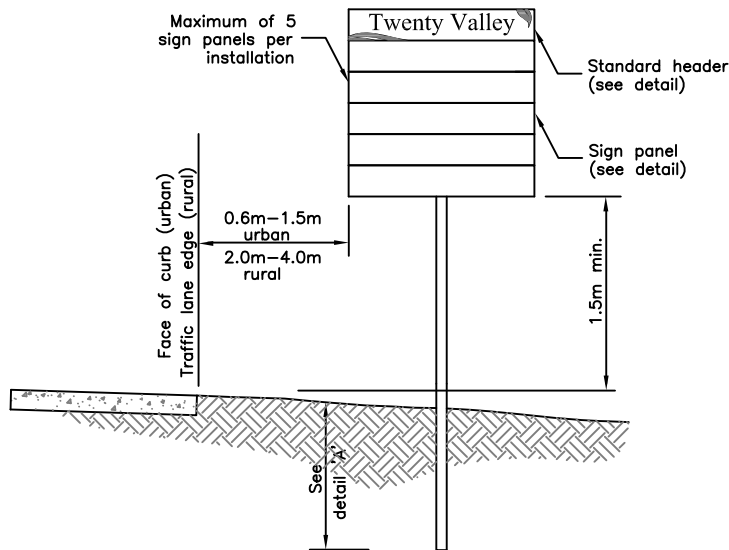 Maximum of 5
sign panels per
installation
Twenty Valley
Standard header
(see detail)
Sign panel
(see detail)
Face of curb (urban)
Traffic lane edge (rural)
0.6m-1.5m
urban
2.0m-4.0m
rural
1.5m min.
See
detail 'A'